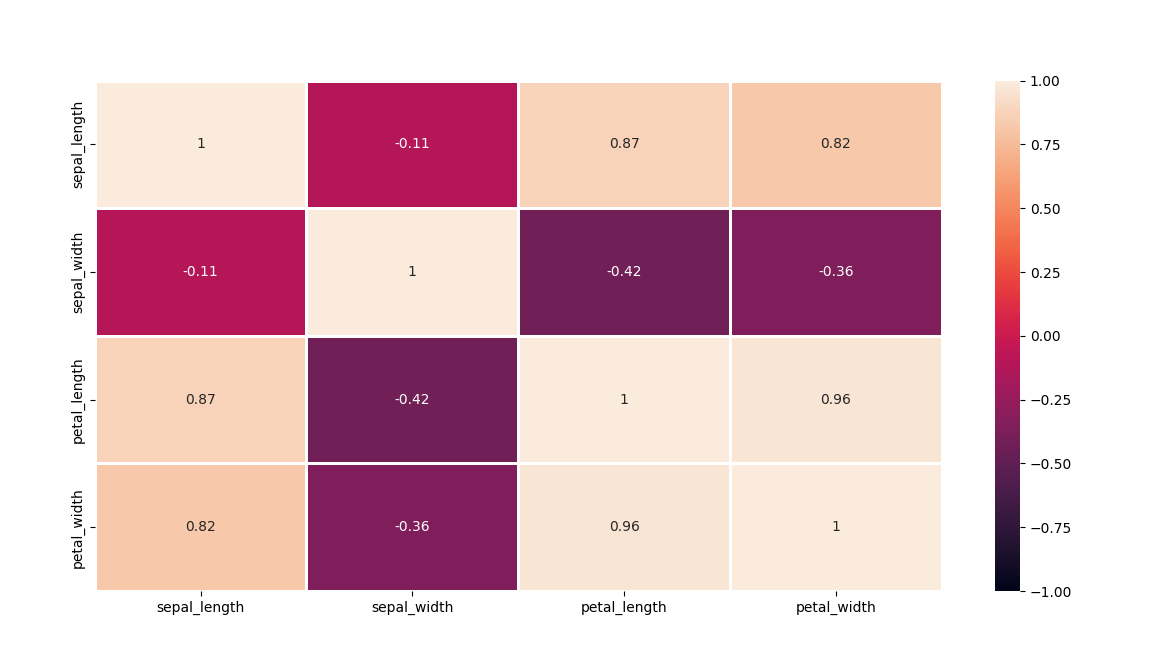 sepal_length 1 -0.11 0.87 0.82
sepal_width -0.11 1 -0.42 -0.36
petal_length 0.87 -0.42 1 0.96
petal_width 0.82 -0.36 0.96 1
sepal_length sepal_width petal_length petal_width
1.00
0.75
0.50
0.25
0.00
−0.25
−0.50
−0.75
−1.00